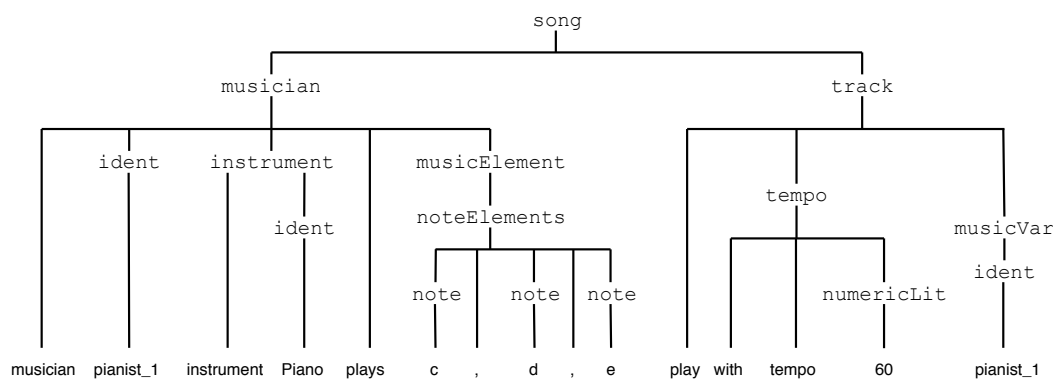 song
musician track
ident instrument musicElement
tempo
noteElements
ident musicVar
ident
note note note numericLit
musician pianist_1 instrument Piano plays c , d , e play with tempo 60 pianist_1